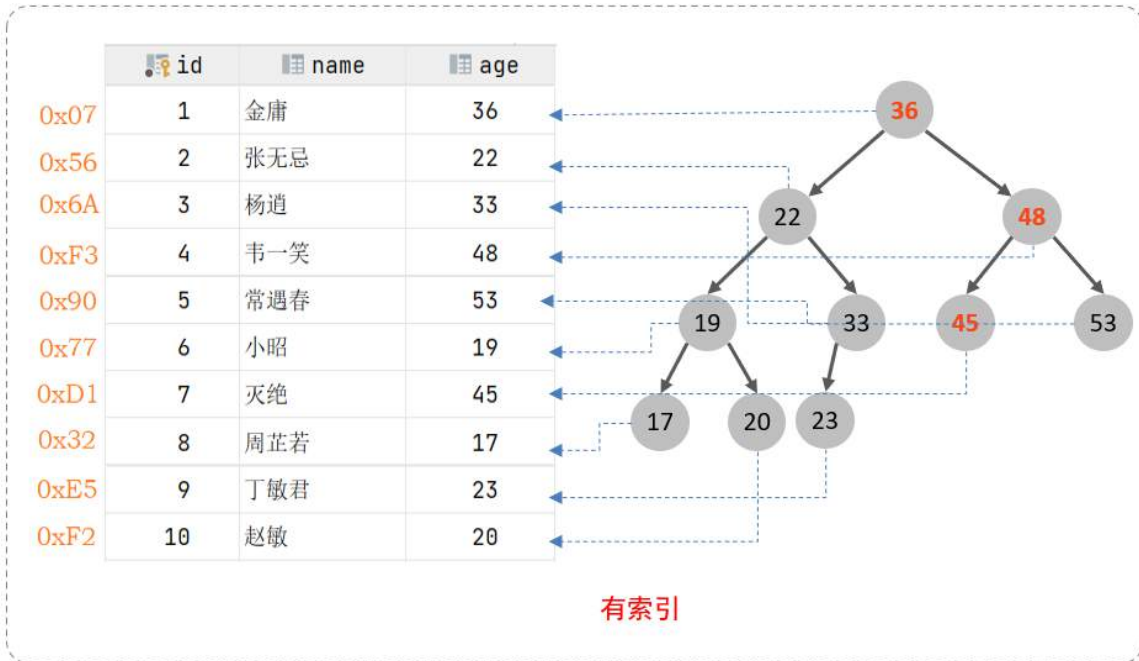 id name age
0x07 1 金庸 36
0x56 2 张无忌 22
0x6A 3 杨逍 33
0xF3 4 韦一笑 48
0x90 5 常遇春 53
0x77 6 小昭 19
0xD1 7 灭绝 45
0x32 8 周芷若 17
0xE5 9 丁敏君 23
0xF2 10 赵敏 20
36
22 48
19 33 45 53
17 20 23
有索引